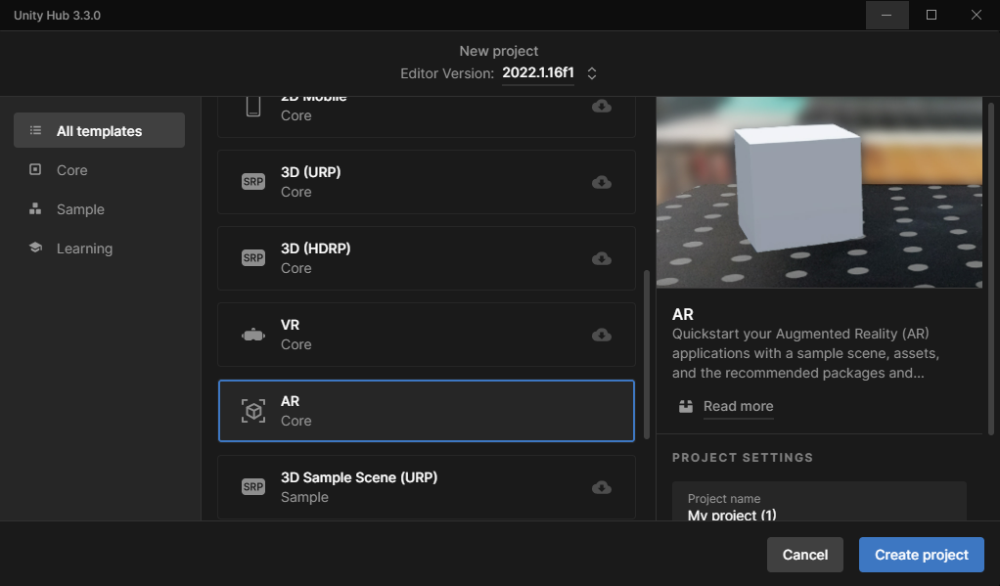 Unity Hub 3.3.0
New project
Editor Version: 2022.1.16f1
All templates
Core
Sample
Learning
2D Mobile
Core
SRP
3D (URP)
Core
SRP
3D (HDRP)
Core
VR
Core
AR
Core
SRP
3D Sample Scene (URP)
Sample
AR
Quickstart your Augmented Reality (AR)
applications with a sample scene, assets,
and the recommended packages and...
Read more
PROJECT SETTINGS
Project name
My project (1)
Cancel
Create project